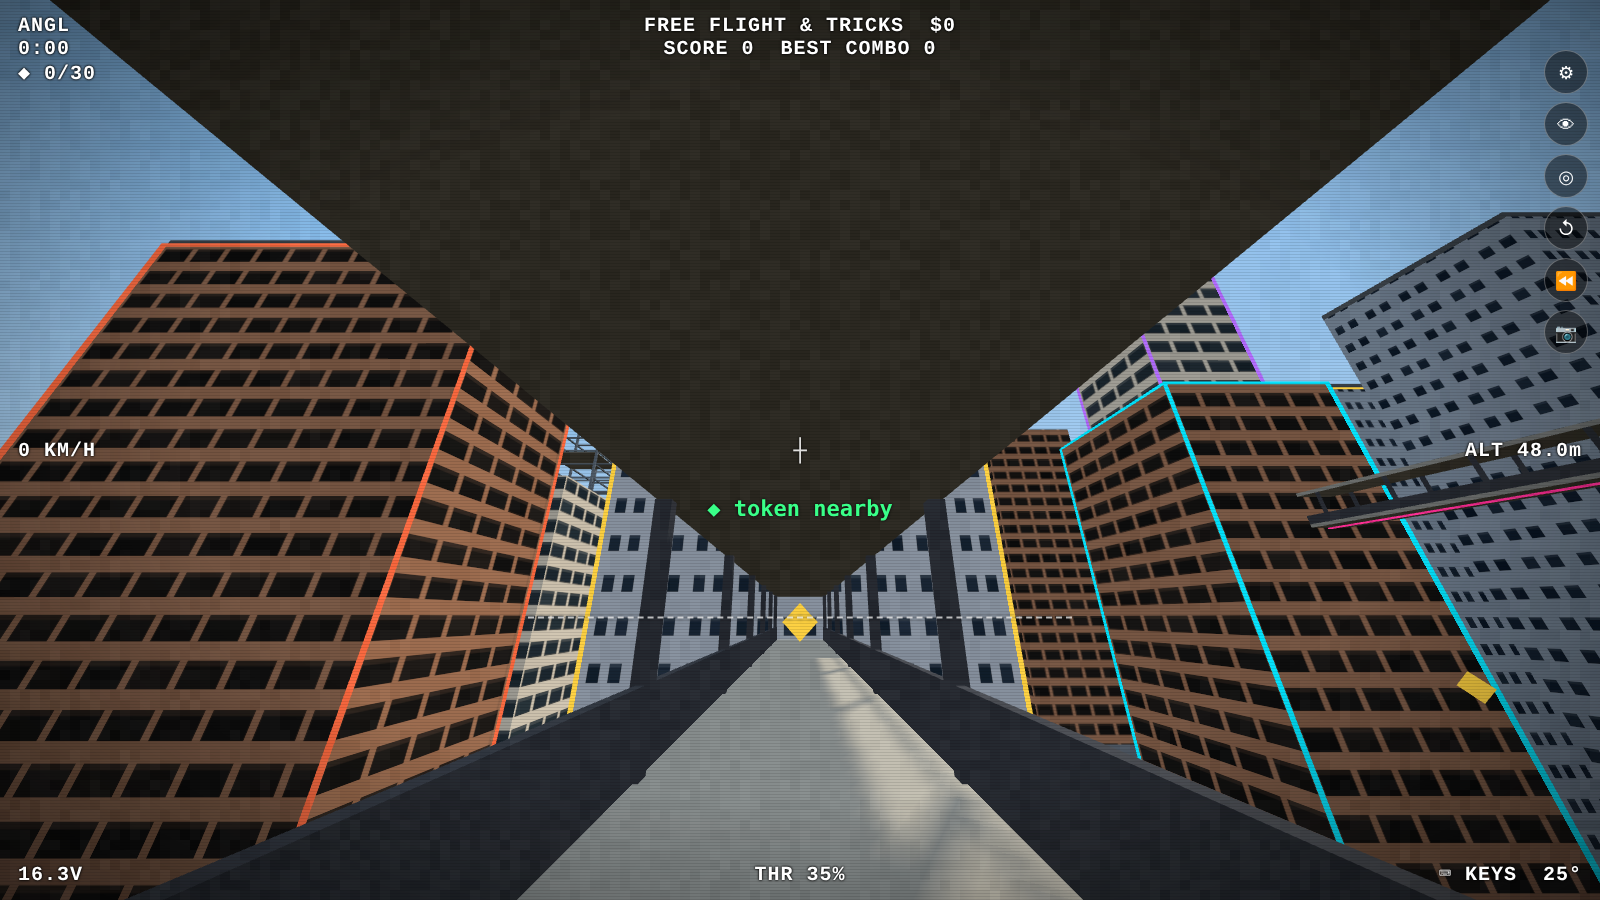 ANGL
0:00
◆ 0/30
FREE FLIGHT & TRICKS $0
SCORE 0 BEST COMBO 0
0 KM/H
ALT 48.0m
◆ token nearby
16.3V
THR 35%
KEYS 25°